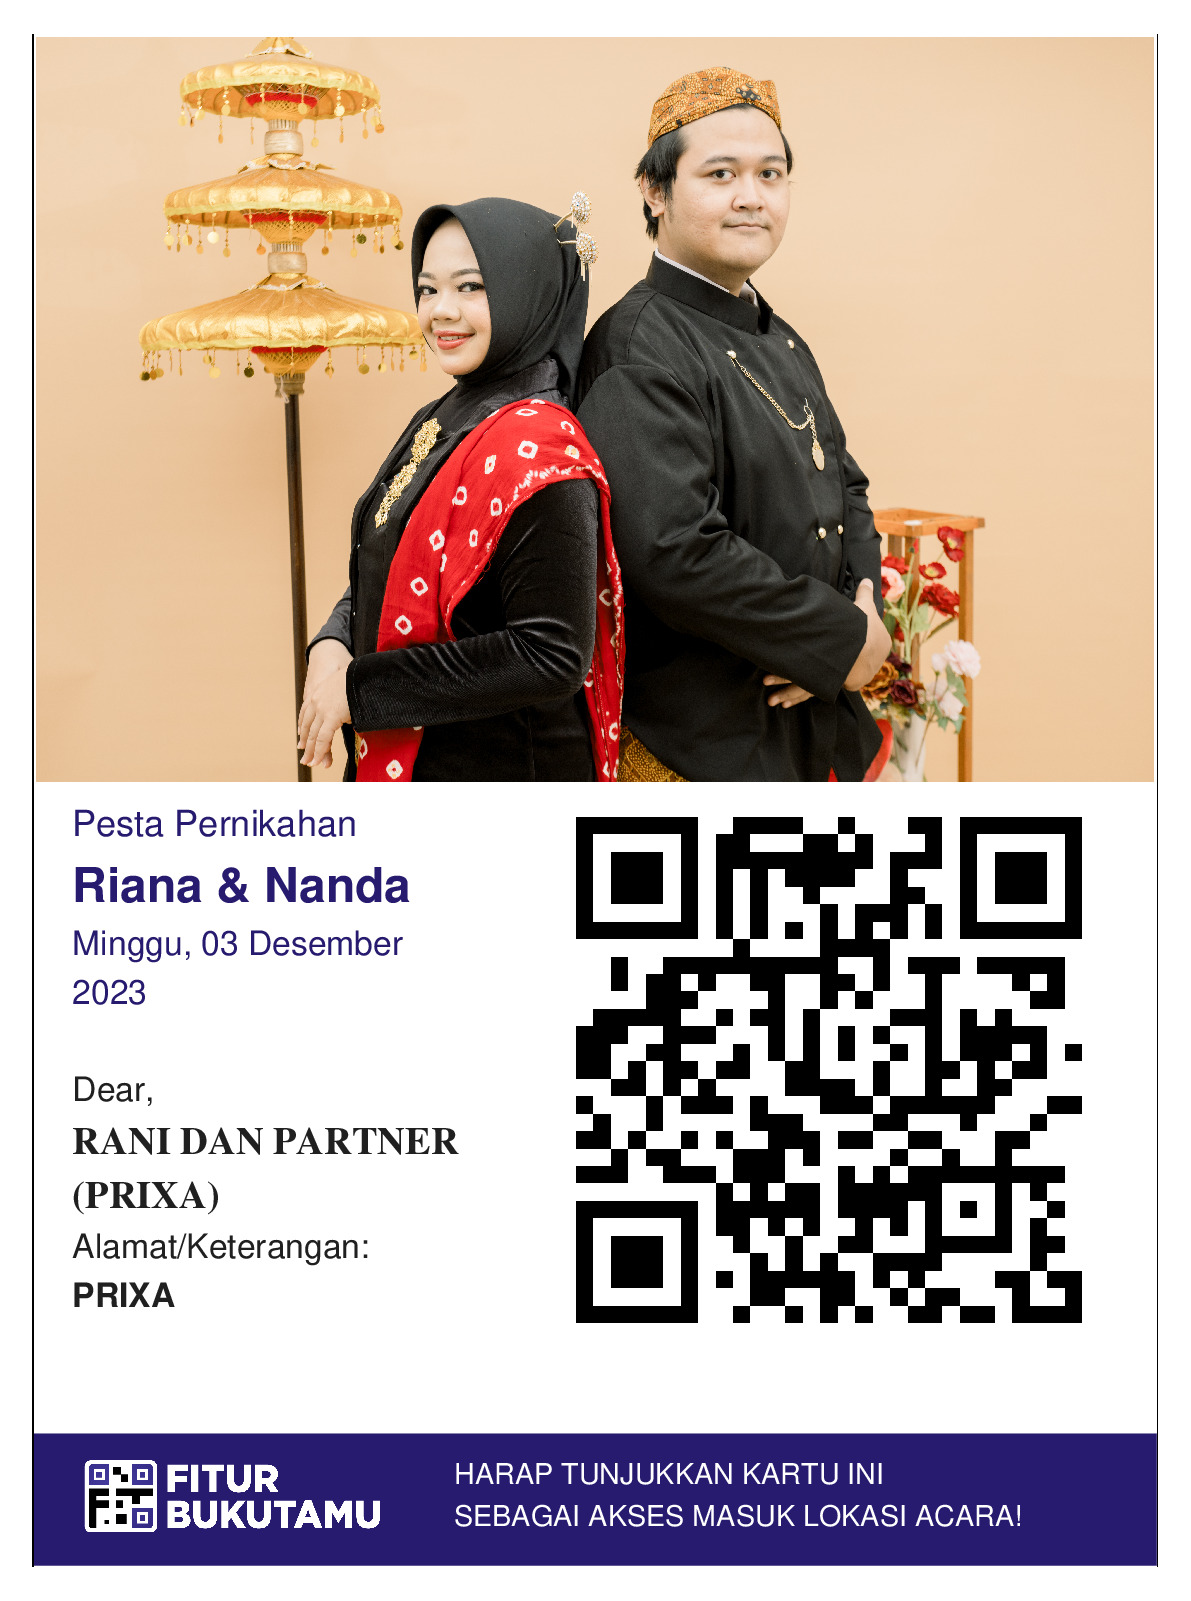 Pesta Pernikahan
Riana & Nanda
Minggu, 03 Desember
2023
Dear,
RANI DAN PARTNER
(PRIXA)
Alamat/Keterangan:
PRIXA
FITUR
BUKUTAMU
HARAP TUNJUKKAN KARTU INI
SEBAGAI AKSES MASUK LOKASI ACARA!